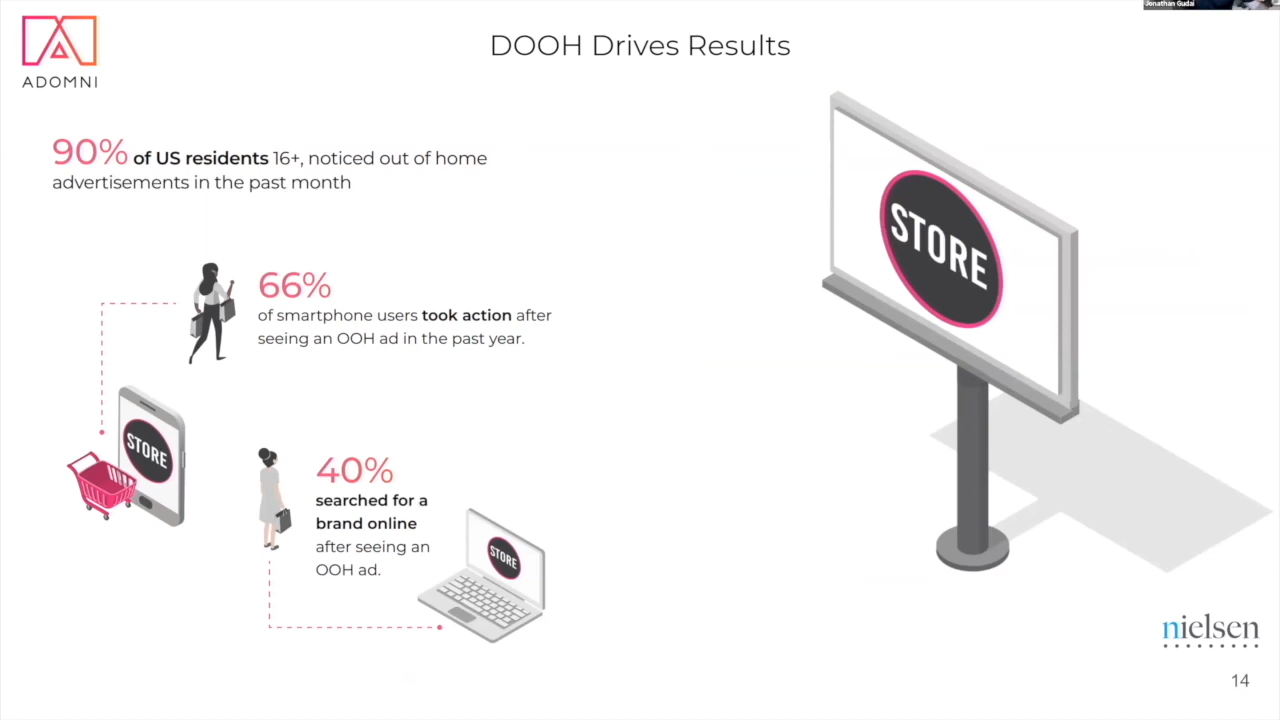 Jonathan Gudai
DOOH Drives Results
ADOMNI
90% of US residents 16+, noticed out of home
advertisements in the past month
66%
of smartphone users took action after
seeing an OOH ad in the past year.
STORE
STORE
40%
searched for a
brand online
after seeing an
OOH ad.
STORE
nielsen
14